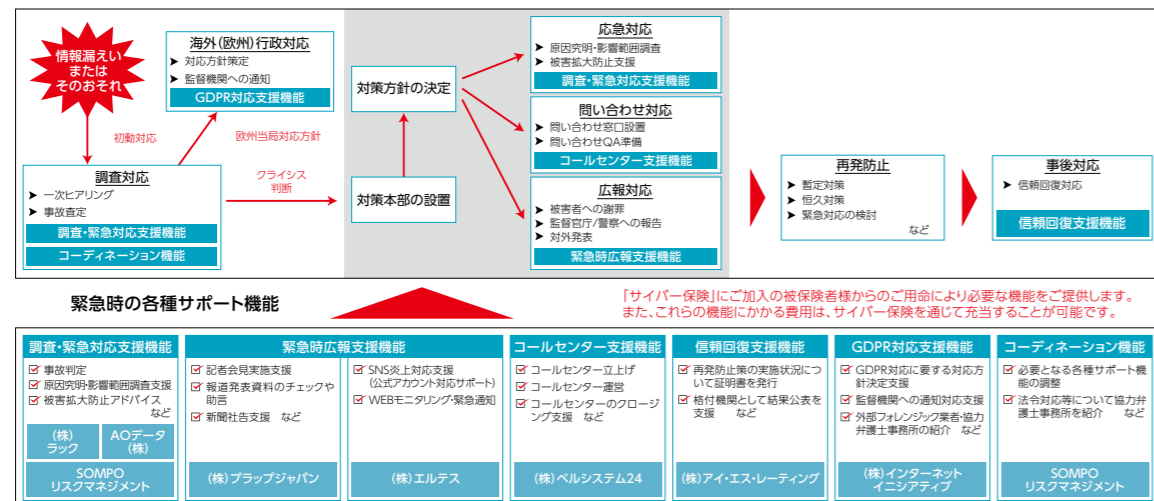 情報漏えい
または
そのおそれ
海外(欧州)行政対応
➤ 対応方針策定
➤ 監督機関への通知
GDPR対応支援機能
初動対応
欧州当局対応方針
調査対応
➤ 一次ヒアリング
➤ 事故査定
調査・緊急対応支援機能
コーディネーション機能
クライシス
判断
対策方針の決定
対策本部の設置
応急対応
➤ 原因究明・影響範囲調査
➤ 被害拡大防止支援
調査・緊急対応支援機能
問い合わせ対応
➤ 問い合わせ窓口設置
➤ 問い合わせQA準備
コールセンター支援機能
広報対応
➤ 被害者への謝罪
➤ 監督官庁/警察への報告
➤ 対外発表
緊急時広報支援機能
再発防止
➤ 暫定対策
➤ 恒久対策
➤ 緊急対応の検討
など
事後対応
➤ 信頼回復対応
信頼回復支援機能
緊急時の各種サポート機能
「サイバー保険」にご加入の被保険者様からのご用命により必要な機能をご提供します。
また、これらの機能にかかる費用は、サイバー保険を通じて充当することが可能です。
調査・緊急対応支援機能
事故判定
原因究明・影響範囲調査支援
被害拡大防止アドバイス
など
(株)
ラック
AOデータ
(株)
SOMPO
リスクマネジメント
緊急時広報支援機能
記者会見実施支援
報道発表資料のチェックや
助言
新聞社告支援 など
(株)プラップジャパン
SNS炎上対応支援
(公式アカウント対応サポート)
WEBモニタリング・緊急通知
(株)エルテス
コールセンター支援機能
コールセンター立上げ
コールセンター運営
コールセンターのクロージ
ング支援 など
(株)ベルシステム24
信頼回復支援機能
再発防止策の実施状況につ
いて証明書を発行
格付機関として結果公表を
支援 など
(株)アイ・エス・レーティング
GDPR対応支援機能
GDPR対応に要する対応方
針決定支援
監督機関への通知対応支援
外部フォレンジック業者・協力
弁護士事務所の紹介 など
(株)インターネット
イニシアティブ
コーディネーション機能
必要となる各種サポート機
能の調整
法令対応等について協力弁
護士事務所を紹介 など
SOMPO
リスクマネジメント